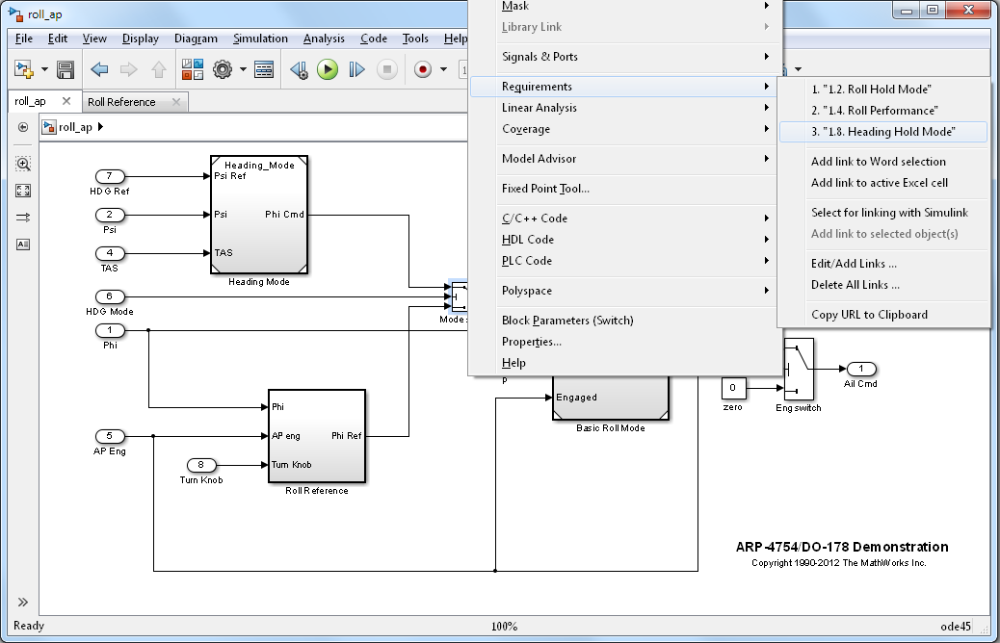 roll_ap
File Edit View Display Diagram Simulation Analysis Code Tools Help
roll_ap
Roll Reference
roll_ap
Mask
Library Link
Signals & Ports
Requirements
Linear Analysis
Coverage
Model Advisor
Fixed Point Tool...
C/C++ Code
HDL Code
PLC Code
Polyspace
Block Parameters (Switch)
Properties...
Help
1. "1.2. Roll Hold Mode"
2. "1.4. Roll Performance"
3. "1.8. Heading Hold Mode"
Add link to Word selection
Add link to active Excel cell
Select for linking with Simulink
Add link to selected object(s)
Edit/Add Links ...
Delete All Links ...
Copy URL to Clipboard
7
HDG Ref
2
Psi
4
TAS
6
HDG Mode
1
Phi
Heading_Mode
Psi Ref
Psi
Phi Cmd
TAS
Heading Mode
Mode
5
AP Eng
8
Turn Knob
Phi
AP eng
Phi Ref
Turn Knob
Roll Reference
P
Engaged
Basic Roll Mode
0
zero
Eng switch
1
Ail Cmd
ARP-4754/DO-178 Demonstration
Copyright 1990-2012 The MathWorks Inc.
Ready
100%
ode45